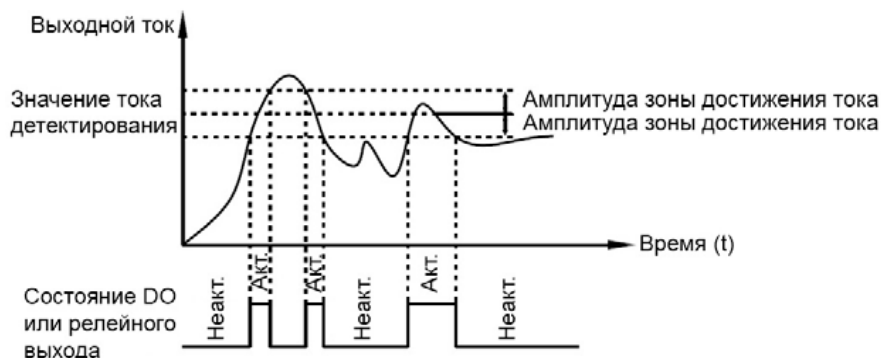 Выходной ток
Значение тока
детектирования
Амплитуда зоны достижения тока
Амплитуда зоны достижения тока
Время (t)
Состояние DO
или релейного
выхода
Неакт.
Акт.
Акт.
Неакт.
Акт.
Неакт.